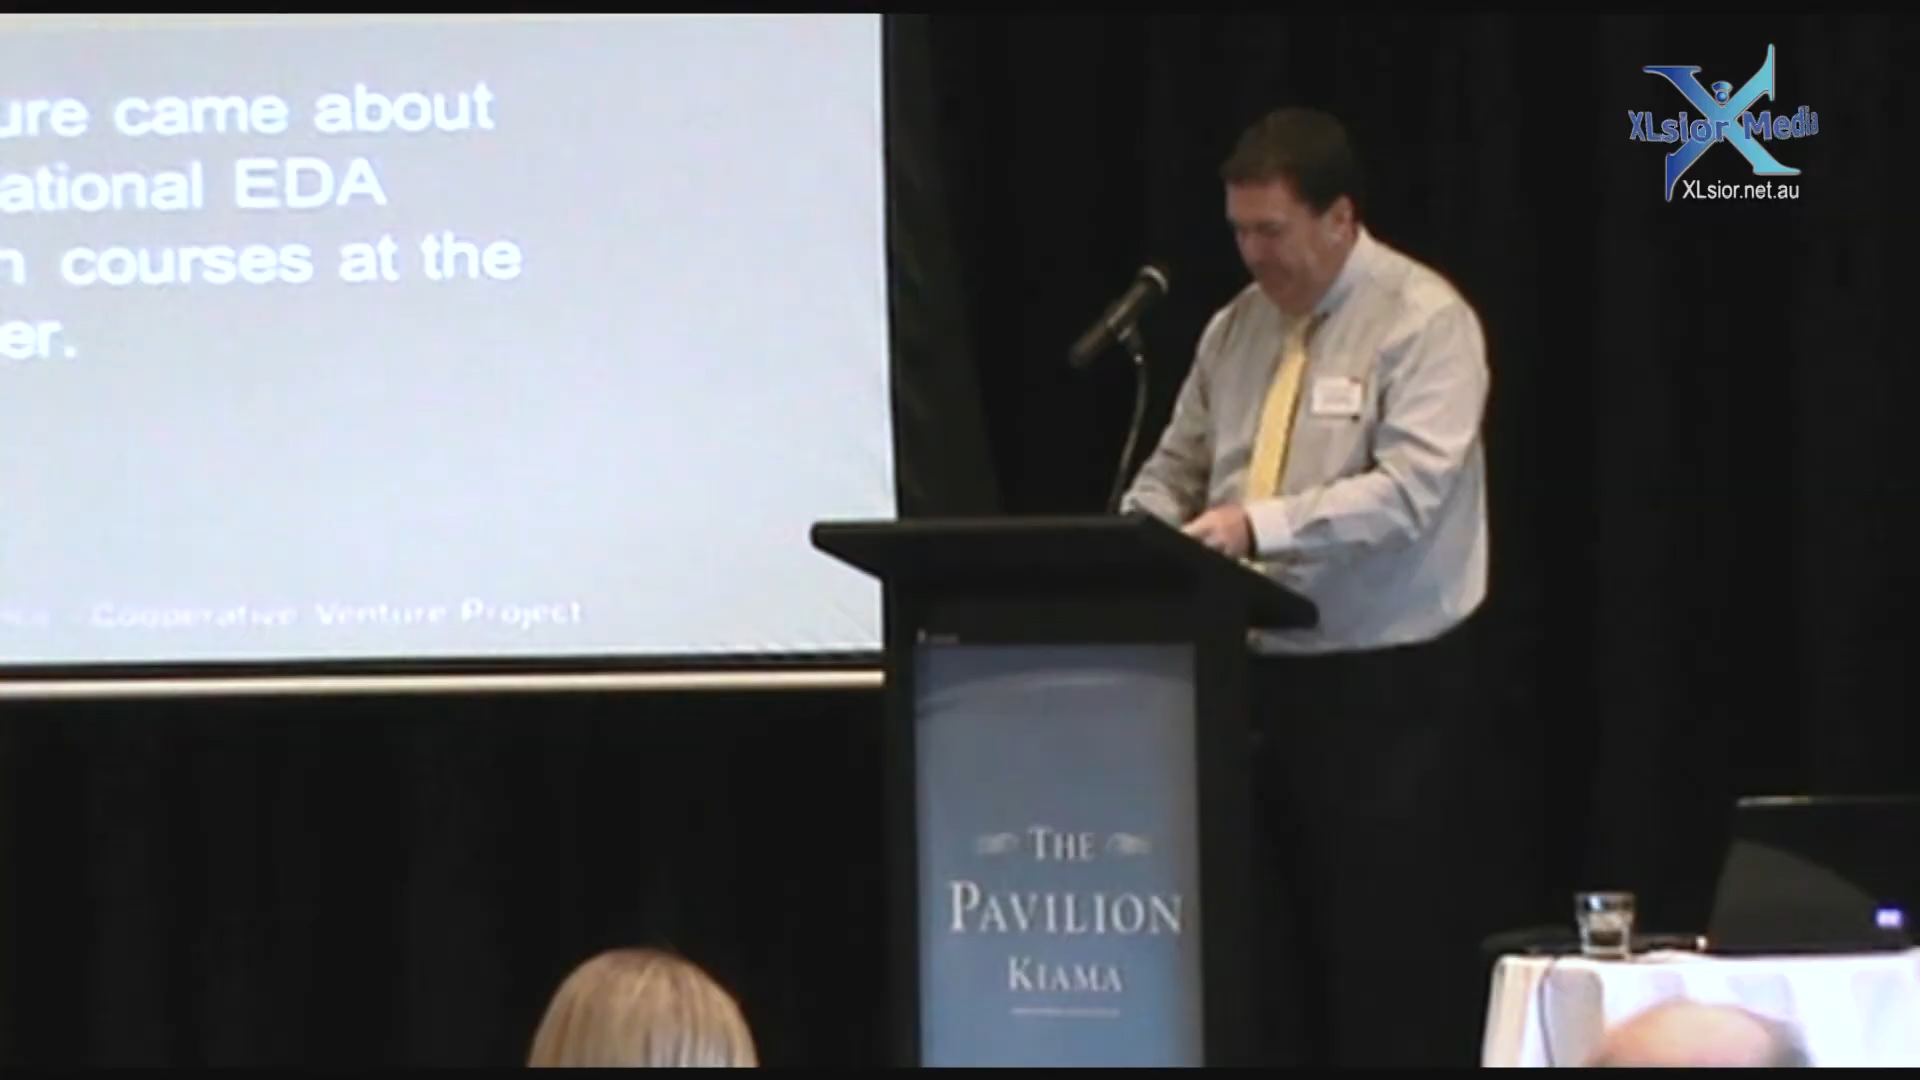 ure came about
ational EDA
n courses at the
er.
Cooperative Venture Project
THE
PAVILION
KIAMA
XLsior Media
XLsior.net.au